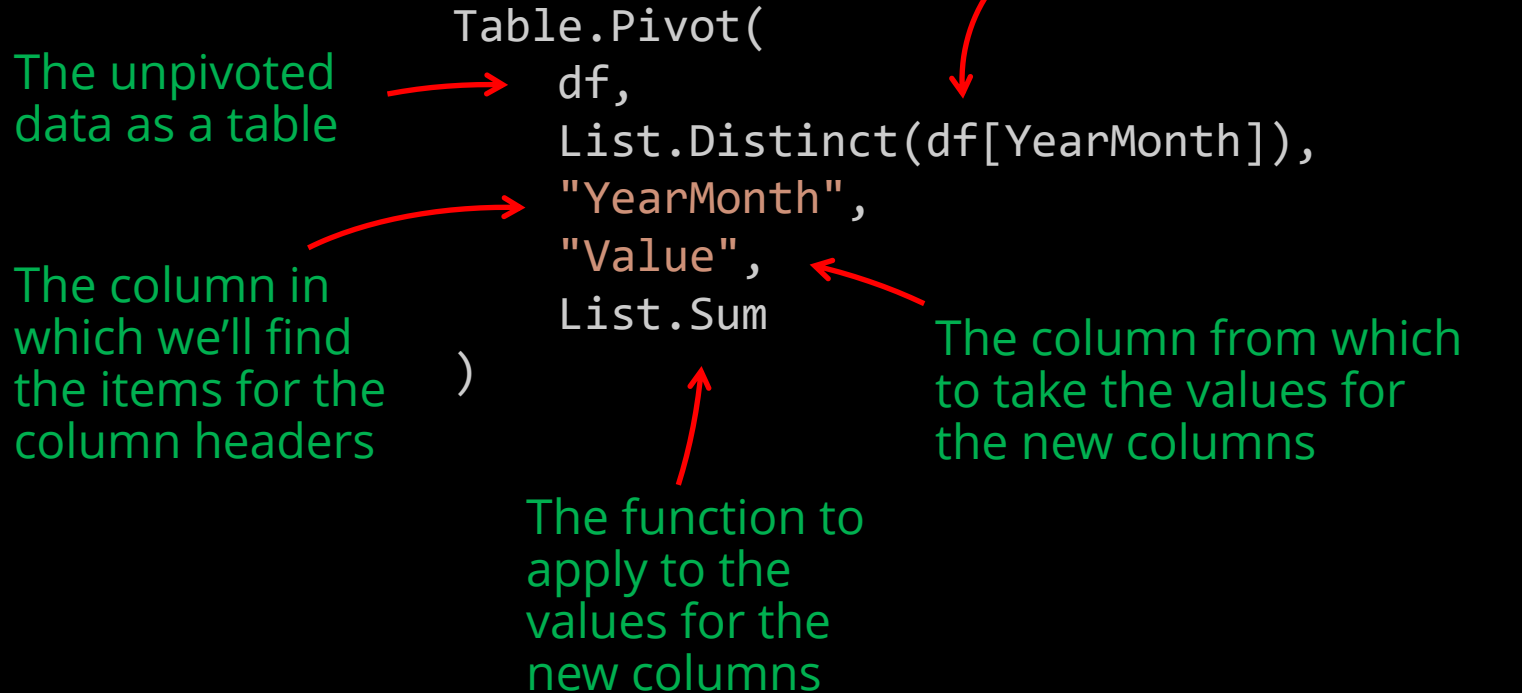 Table.Pivot(
The unpivoted
data as a table
df,
List.Distinct(df[YearMonth]),
"YearMonth",
"Value",
List.Sum
)
The column in
which we’ll find
the items for the
column headers
The column from which
to take the values for
the new columns
The function to
apply to the
values for the
new columns